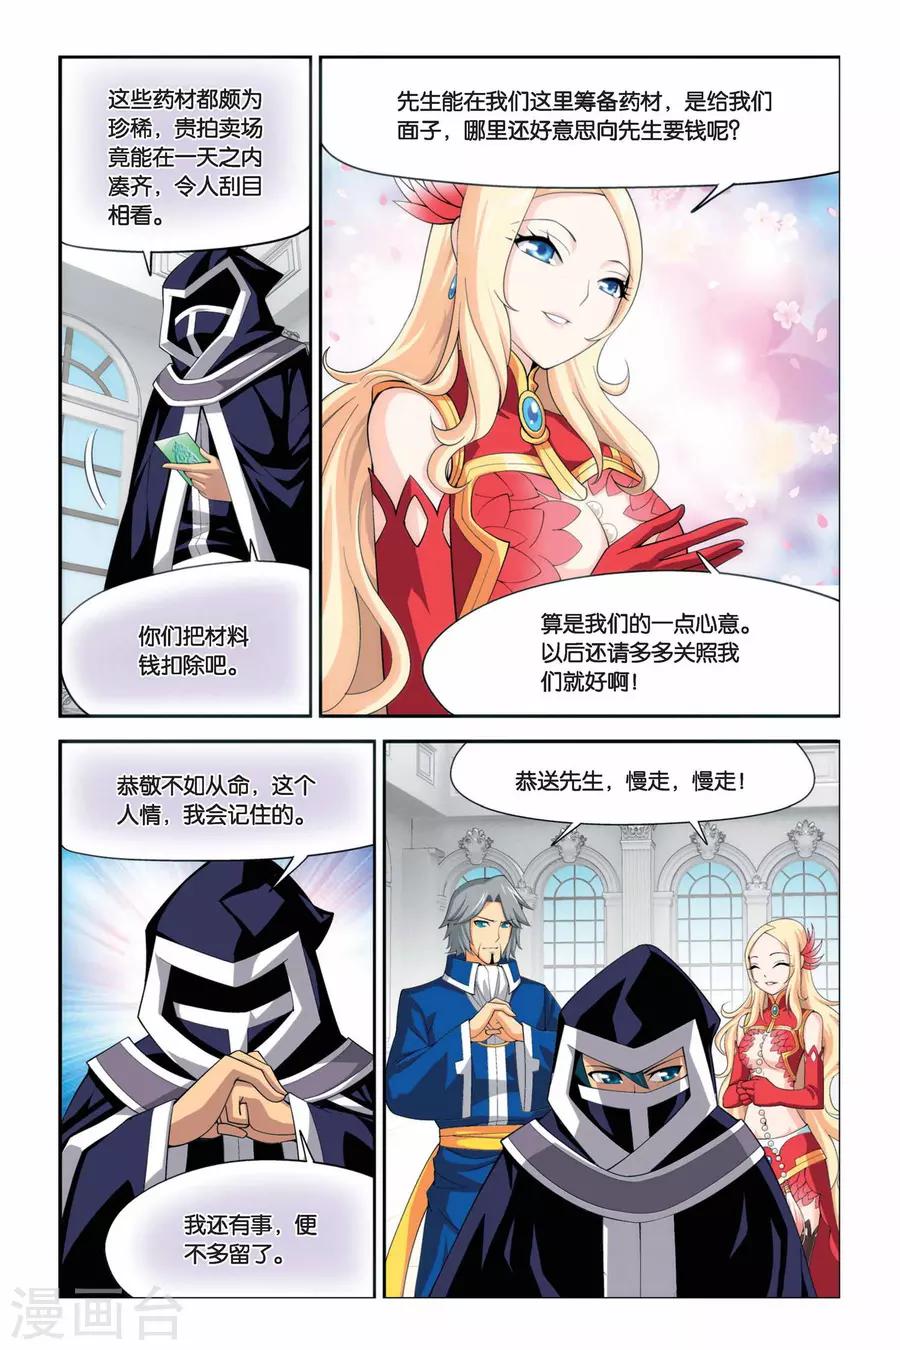 这些药材都颇为
珍稀，贵拍卖场
竟能在一天之内
凑齐，令人刮目
相看。
你们把材料
钱扣除吧。
先生能在我们这里筹备药材，是给我们
面子，哪里还好意思向先生要钱呢？
算是我们的一点心意。
以后还请多多关照我
们就好啊！
恭敬不如从命，这个
人情，我会记住的。
我还有事，便
不多留了。
恭送先生，慢走，慢走！
漫画台